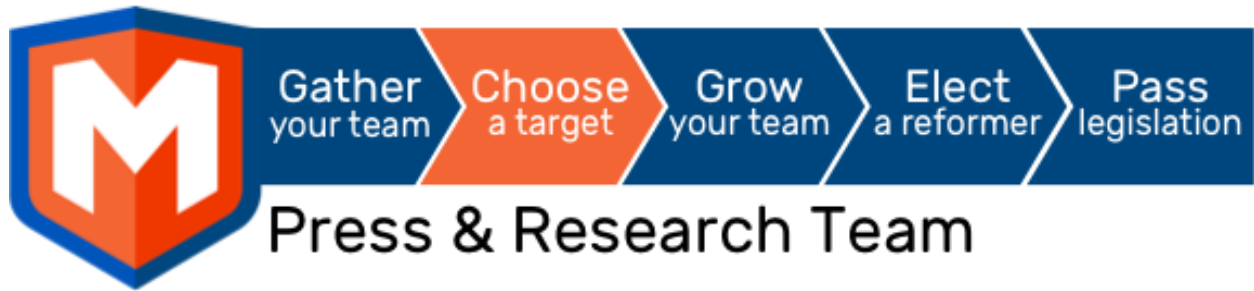 M
Gather
your team
Choose
a target
Grow
your team
Elect
a reformer
Pass
legislation
Press & Research Team